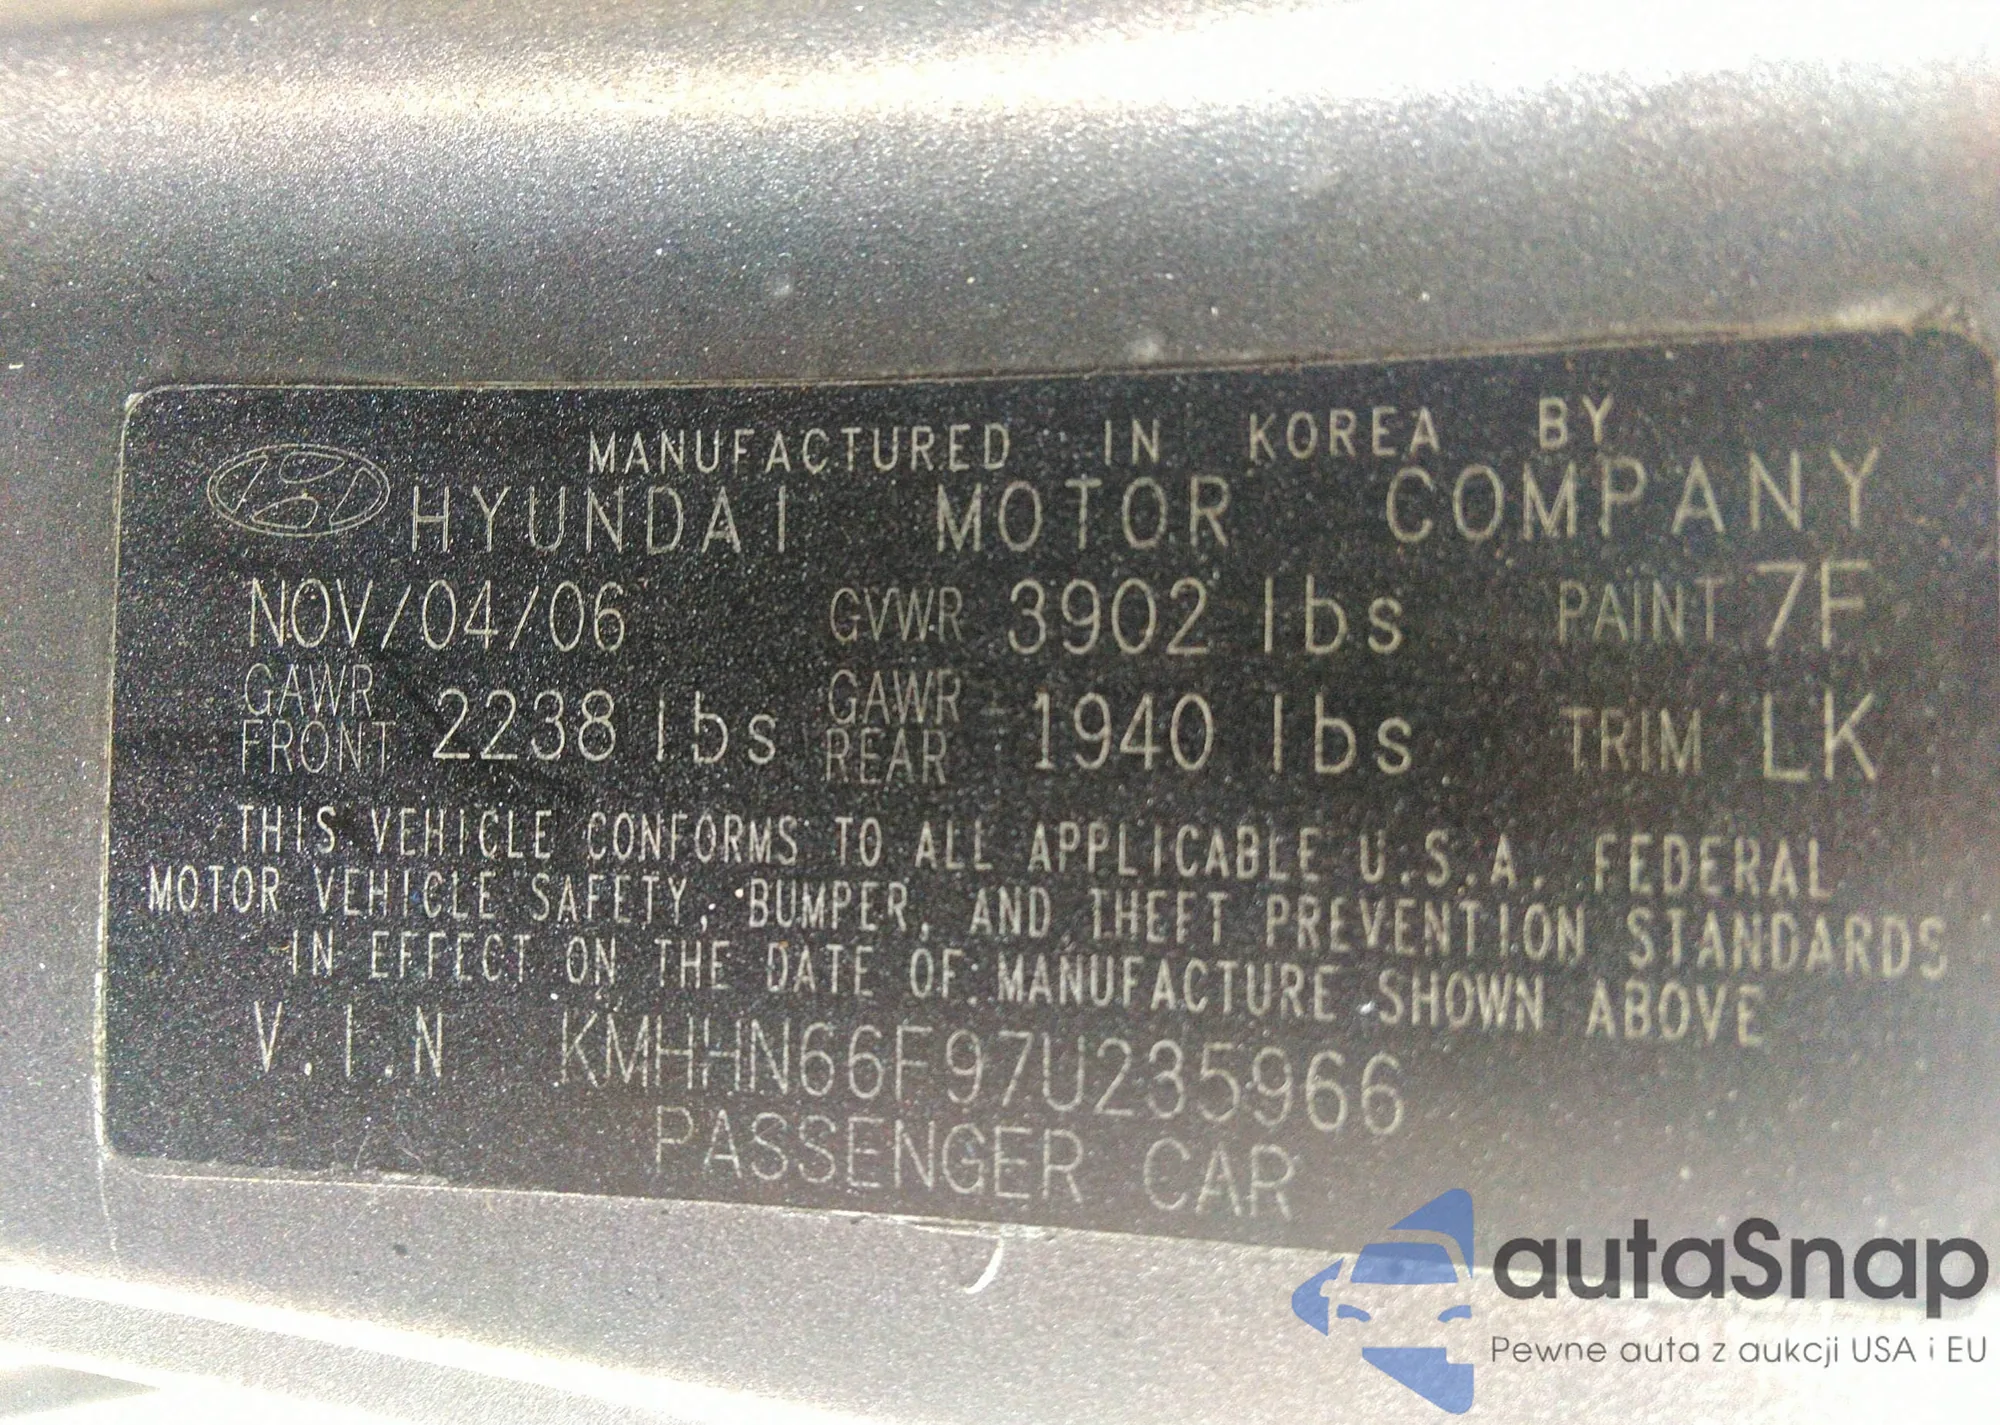 MANUFACTURED IN KOREA BY
HYUNDAI MOTOR COMPANY
NOV/04/06 GVWR 3902 lbs PAINT 7F
GAWR FRONT 2238 lbs GAWR REAR 1940 lbs TRIM LK
THIS VEHICLE CONFORMS TO ALL APPLICABLE U.S.A. FEDERAL
MOTOR VEHICLE SAFETY, BUMPER, AND THEFT PREVENTION STANDARDS
IN EFFECT ON THE DATE OF MANUFACTURE SHOWN ABOVE
V.I.N KMHHN66F97U235966
PASSENGER CAR
autaSnap
Pewne auta z aukcji USA i EU